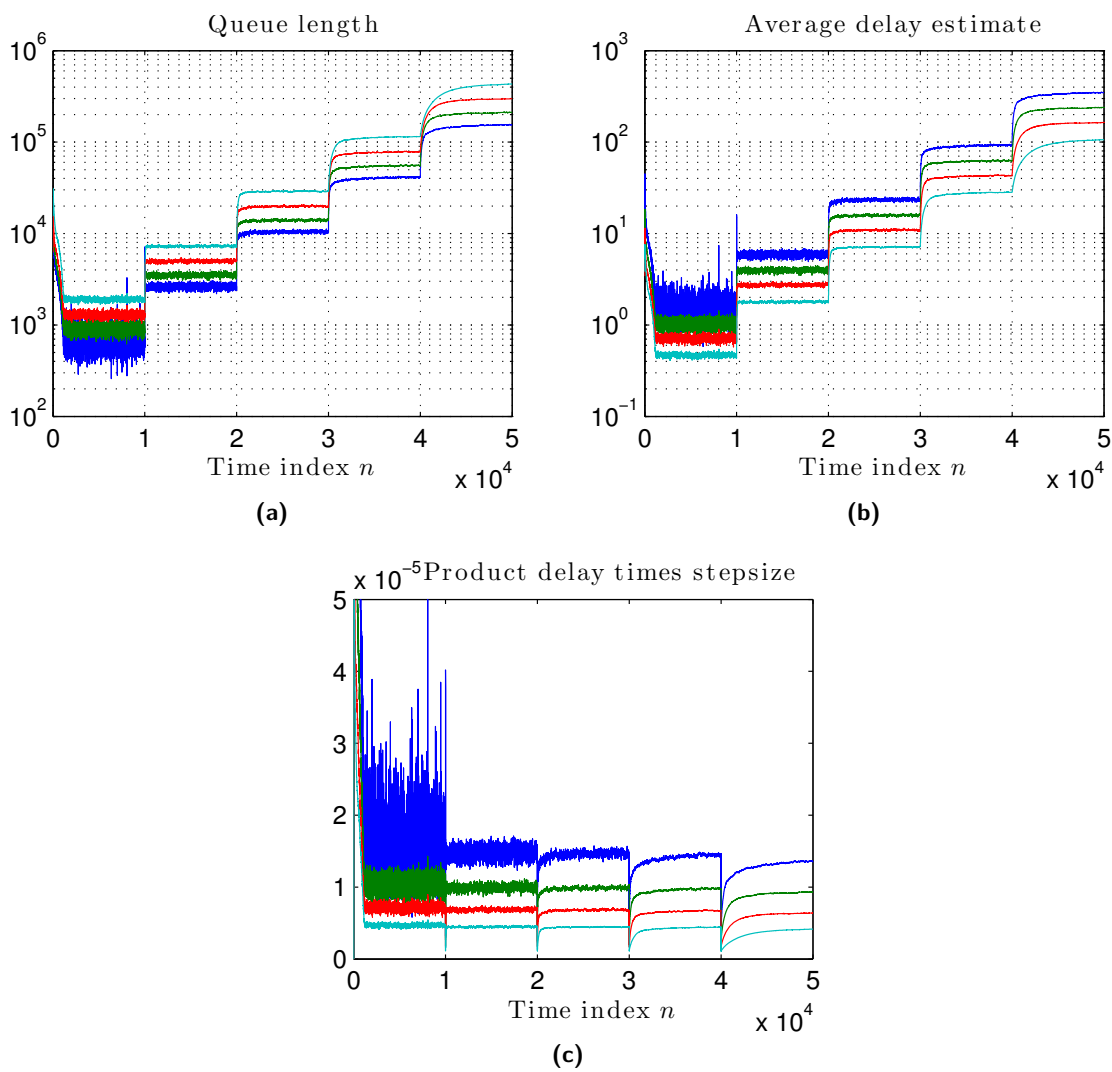 Queue length
10^6
10^5
10^4
10^3
10^2
0
1
2
3
4
5
Time index n
x 10^4
(a)
Average delay estimate
10^3
10^2
10^1
10^0
10^−1
0
1
2
3
4
5
Time index n
x 10^4
(b)
x 10^−5 Product delay times stepsize
5
4
3
2
1
0
0
1
2
3
4
5
Time index n
x 10^4
(c)